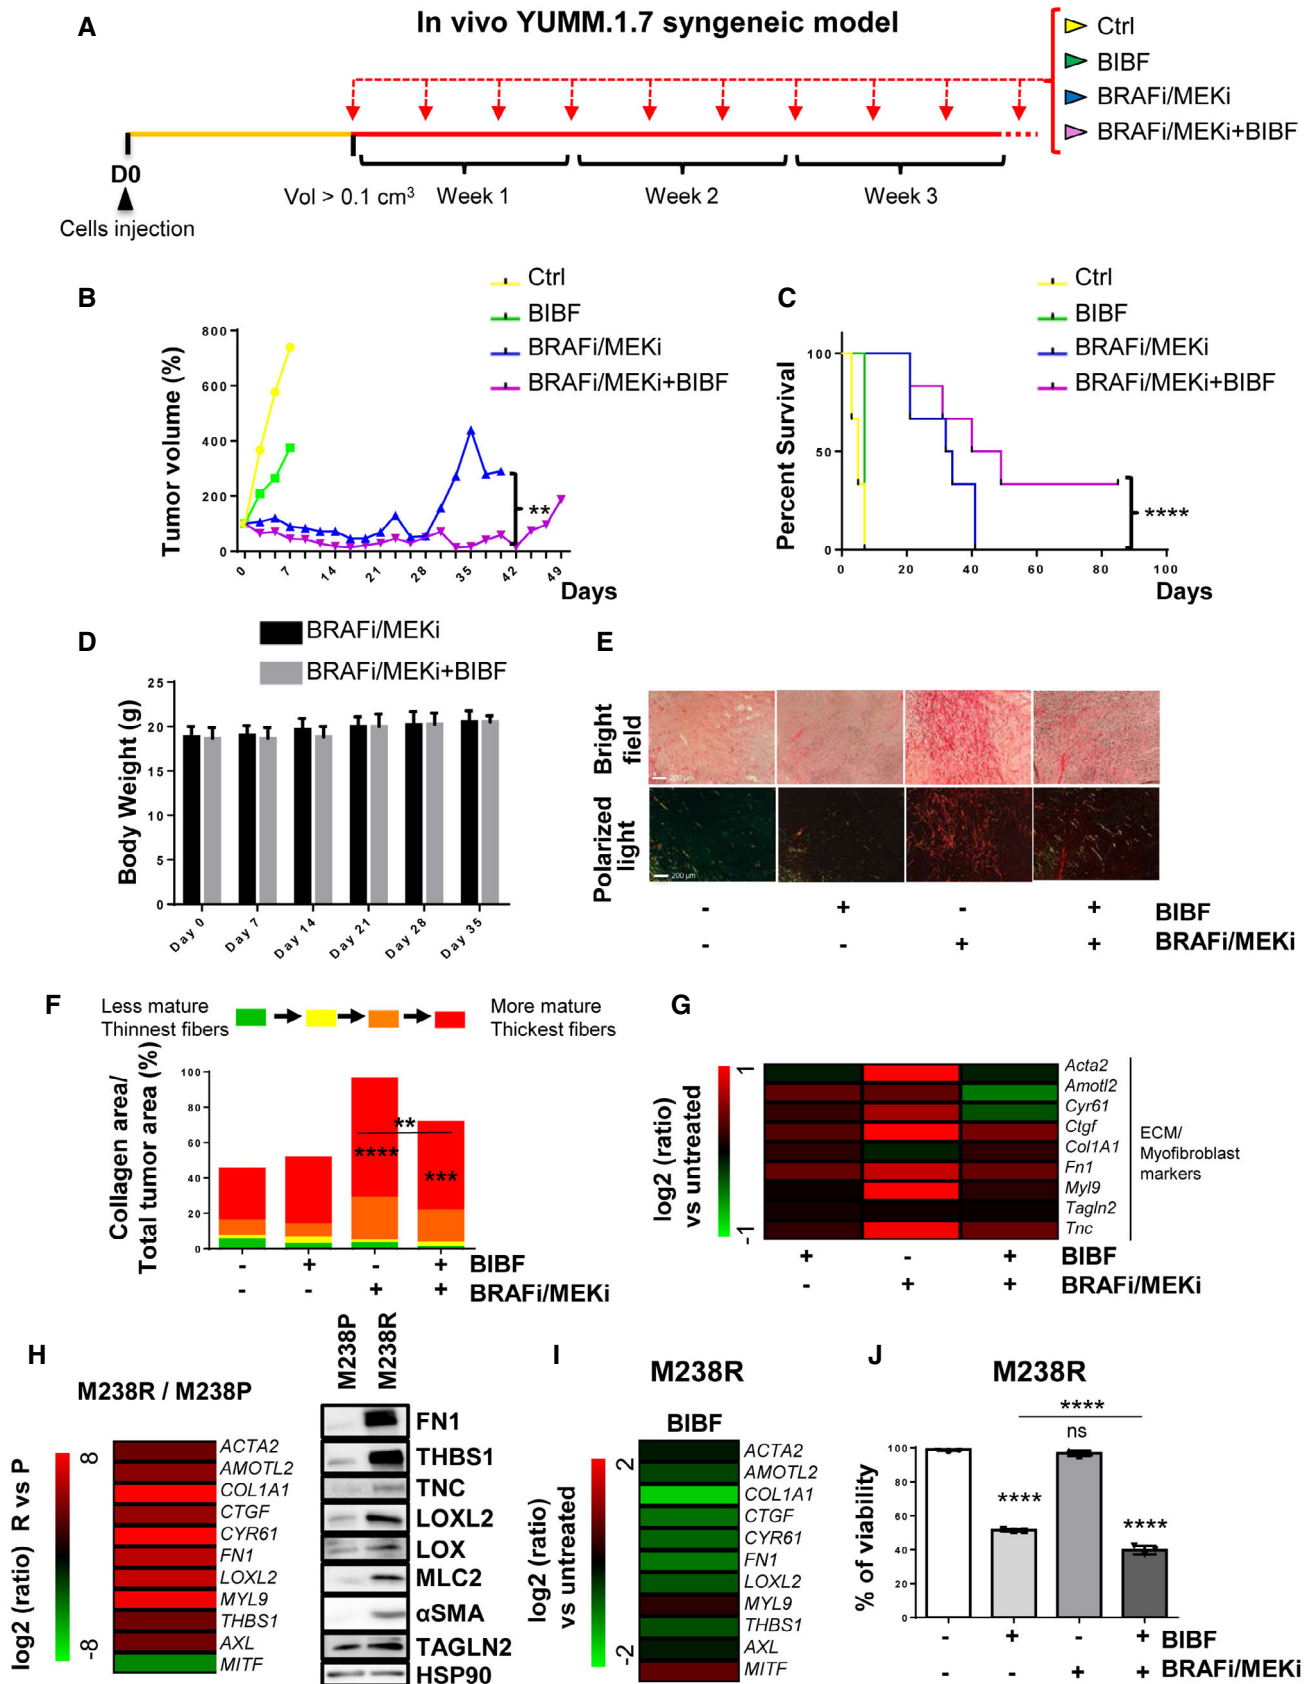 A
In vivo YUMM.1.7 syngeneic model
Ctrl
BIBF
BRAFi/MEKi
BRAFi/MEKi+BIBF
D0
Cells injection
Vol > 0.1 cm³
Week 1
Week 2
Week 3
B
Ctrl
BIBF
BRAFi/MEKi
BRAFi/MEKi+BIBF
Tumor volume (%)
800
600
400
200
0
**
0 7 14 21 28 35 42 49
Days
C
Ctrl
BIBF
BRAFi/MEKi
BRAFi/MEKi+BIBF
Percent Survival
100
50
0
****
0 20 40 60 80 100
Days
D
BRAFi/MEKi
BRAFi/MEKi+BIBF
Body Weight (g)
25
20
15
10
5
0
Day 0 Day 7 Day 14 Day 21 Day 28 Day 35
E
Bright field
200 µm
Polarized light
200 µm
- + - + BIBF
- - + + BRAFi/MEKi
F
Less mature
Thinnest fibers
More mature
Thickest fibers
Collagen area/
Total tumor area (%)
100
80
60
40
20
0
**
****
***
- + - + BIBF
- - + + BRAFi/MEKi
G
log2 (ratio)
vs untreated
1
-1
Acta2
Amotl2
Cyr61
Ctgf
Col1A1
Fn1
Myl9
Tagln2
Tnc
ECM/
Myofibroblast
markers
+ - + BIBF
- + + BRAFi/MEKi
H
M238R / M238P
log2 (ratio) R vs P
8
-8
ACTA2
AMOTL2
COL1A1
CTGF
CYR61
FN1
LOXL2
MYL9
THBS1
AXL
MITF
M238P
M238R
FN1
THBS1
TNC
LOXL2
LOX
MLC2
αSMA
TAGLN2
HSP90
I
M238R
BIBF
log2 (ratio)
vs untreated
2
-2
ACTA2
AMOTL2
COL1A1
CTGF
CYR61
FN1
LOXL2
MYL9
THBS1
AXL
MITF
J
M238R
% of viability
100
80
60
40
20
0
****
ns
****
****
- + - + BIBF
- - + + BRAFi/MEKi